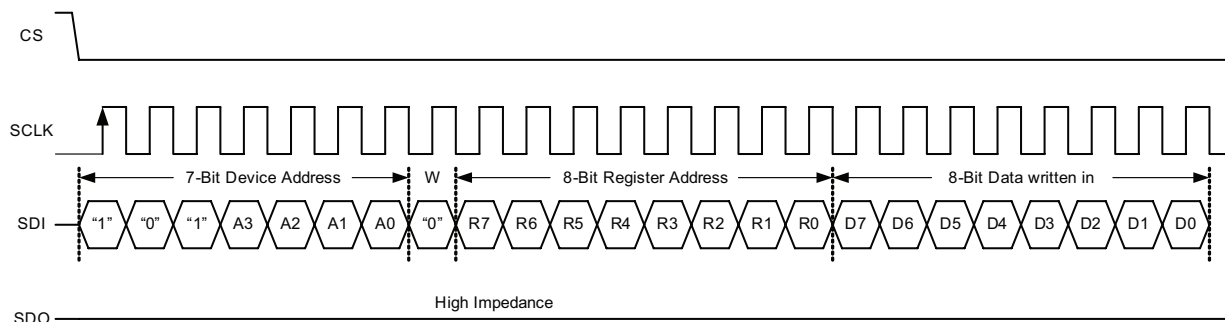 CS
SCLK
7-Bit Device Address W 8-Bit Register Address 8-Bit Data written in
SDI “1” “0” “1” A3 A2 A1 A0 “0” R7 R6 R5 R4 R3 R2 R1 R0 D7 D6 D5 D4 D3 D2 D1 D0
High Impedance
SDO